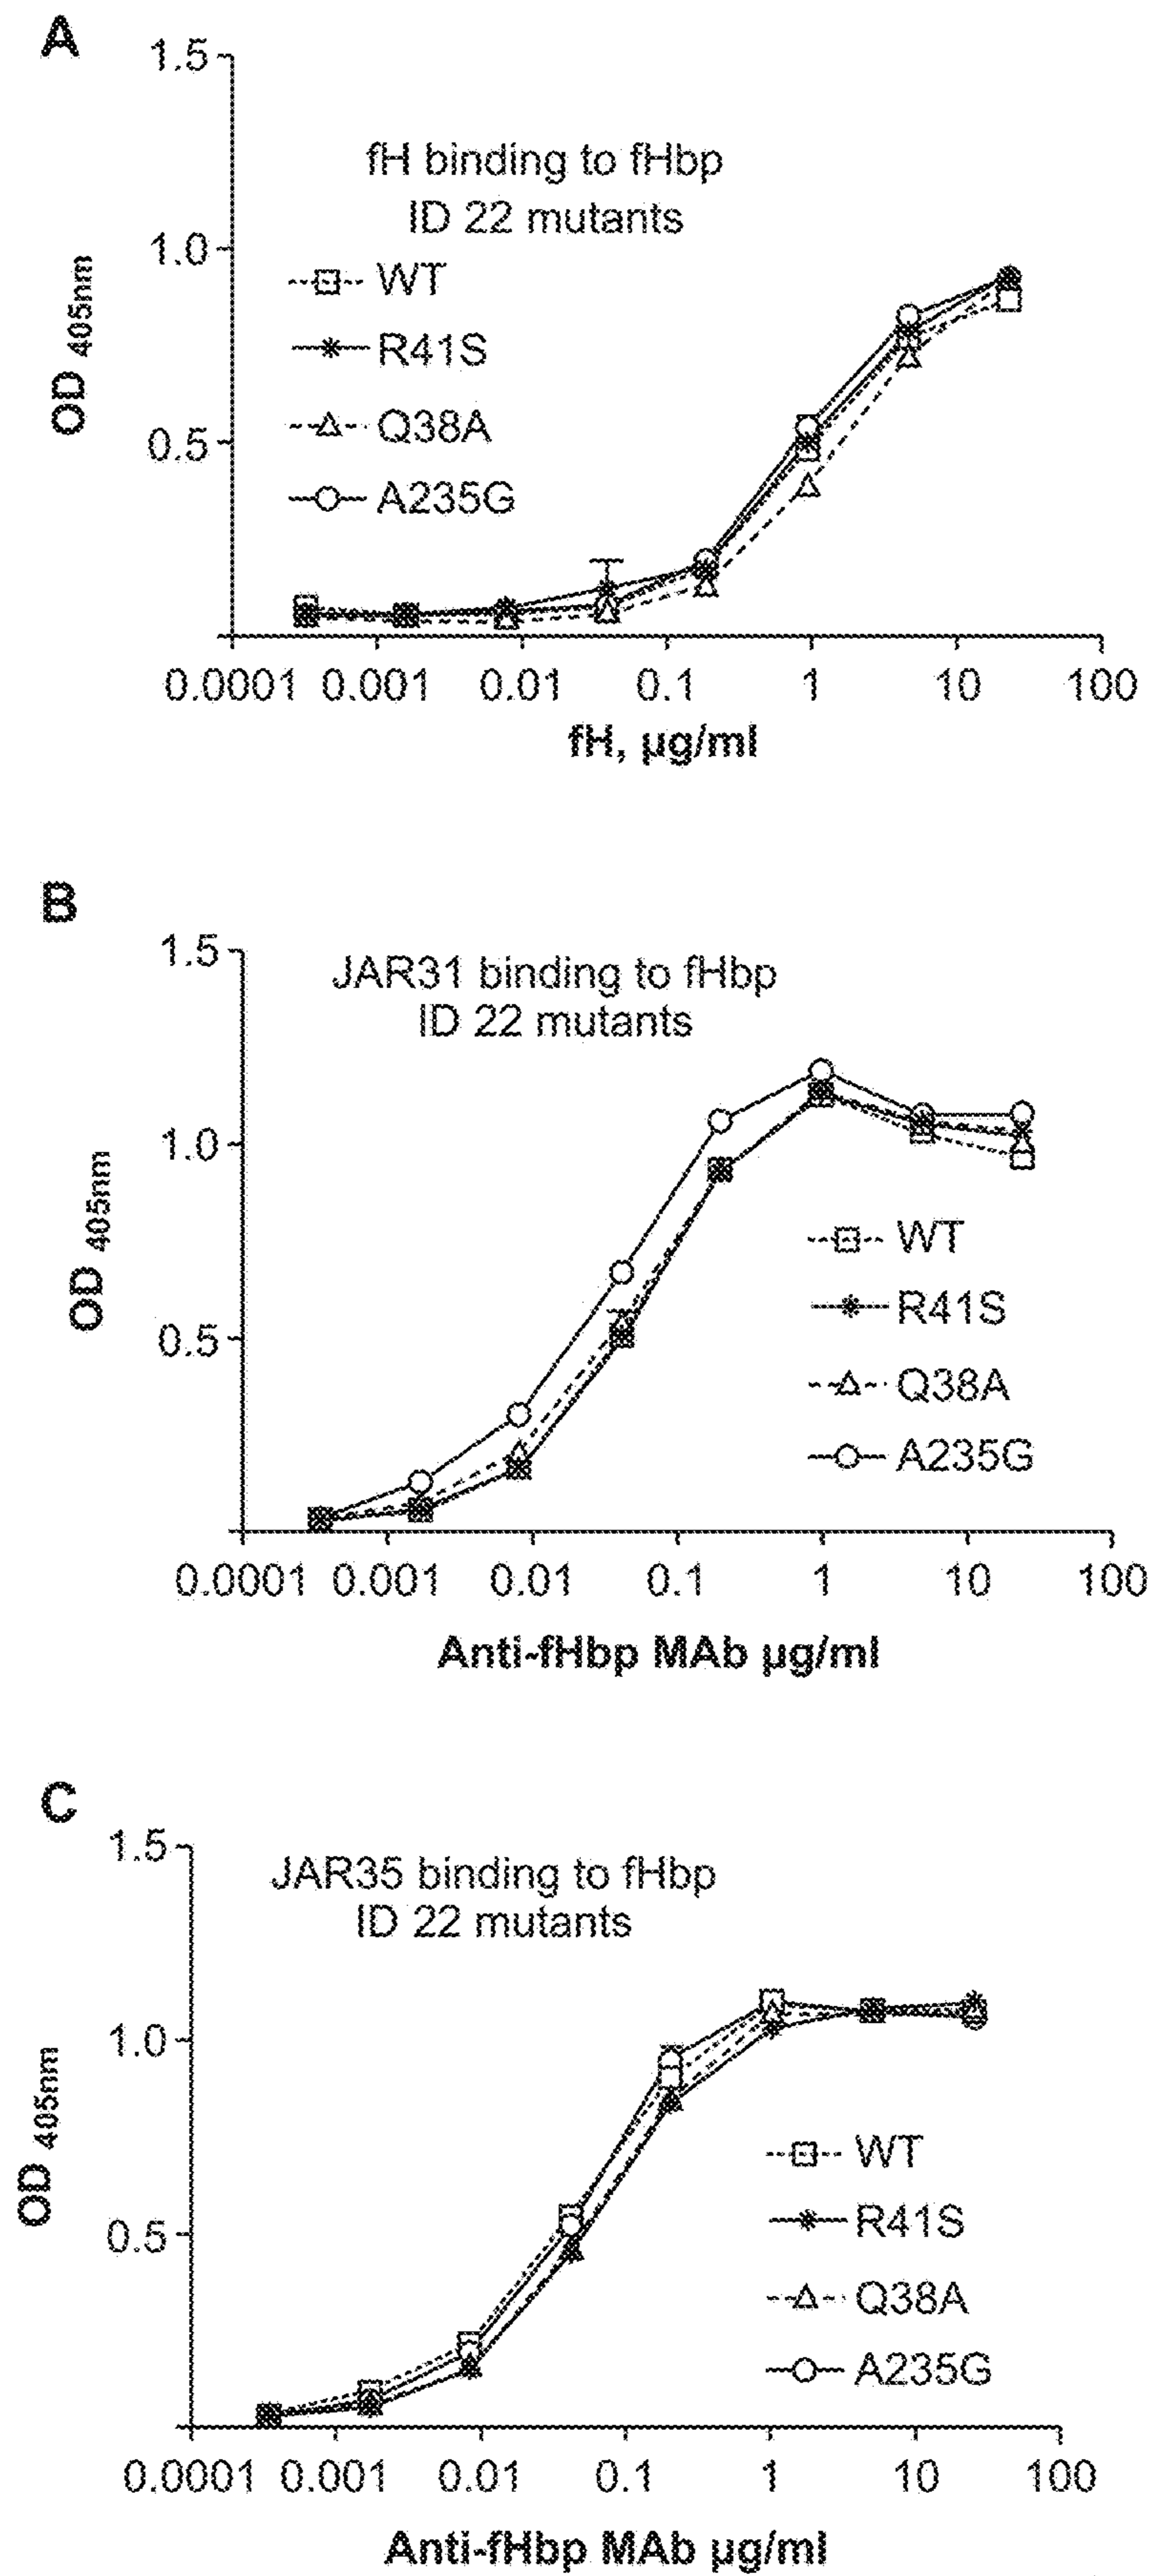 A
1.5
fH binding to fHbp
ID 22 mutants
1.0
WT
R41S
OD 405nm
Q38A
0.5
A235G
0.0001 0.001 0.01 0.1 1 10 100
fH, µg/ml
B
1.5
JAR31 binding to fHbp
ID 22 mutants
1.0
OD 405nm
WT
R41S
0.5
Q38A
A235G
0.0001 0.001 0.01 0.1 1 10 100
Anti-fHbp MAb µg/ml
C
1.5
JAR35 binding to fHbp
ID 22 mutants
1.0
OD 405nm
WT
R41S
0.5
Q38A
A235G
0.0001 0.001 0.01 0.1 1 10 100
Anti-fHbp MAb µg/ml